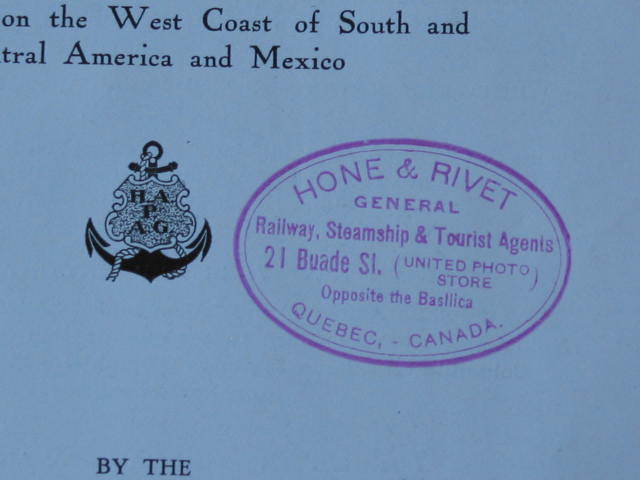 on the West Coast of South and
tral America and Mexico
H.A.
P.
A.G.
HONE & RIVET
GENERAL
Railway, Steamship & Tourist Agents
21 Buade St. (UNITED PHOTO STORE)
Opposite the Basilica
QUEBEC, - CANADA.
BY THE